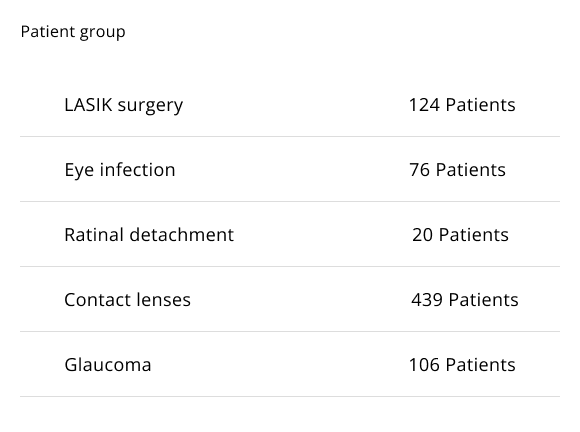 Patient group
LASIK surgery 124 Patients
Eye infection 76 Patients
Ratinal detachment 20 Patients
Contact lenses 439 Patients
Glaucoma 106 Patients